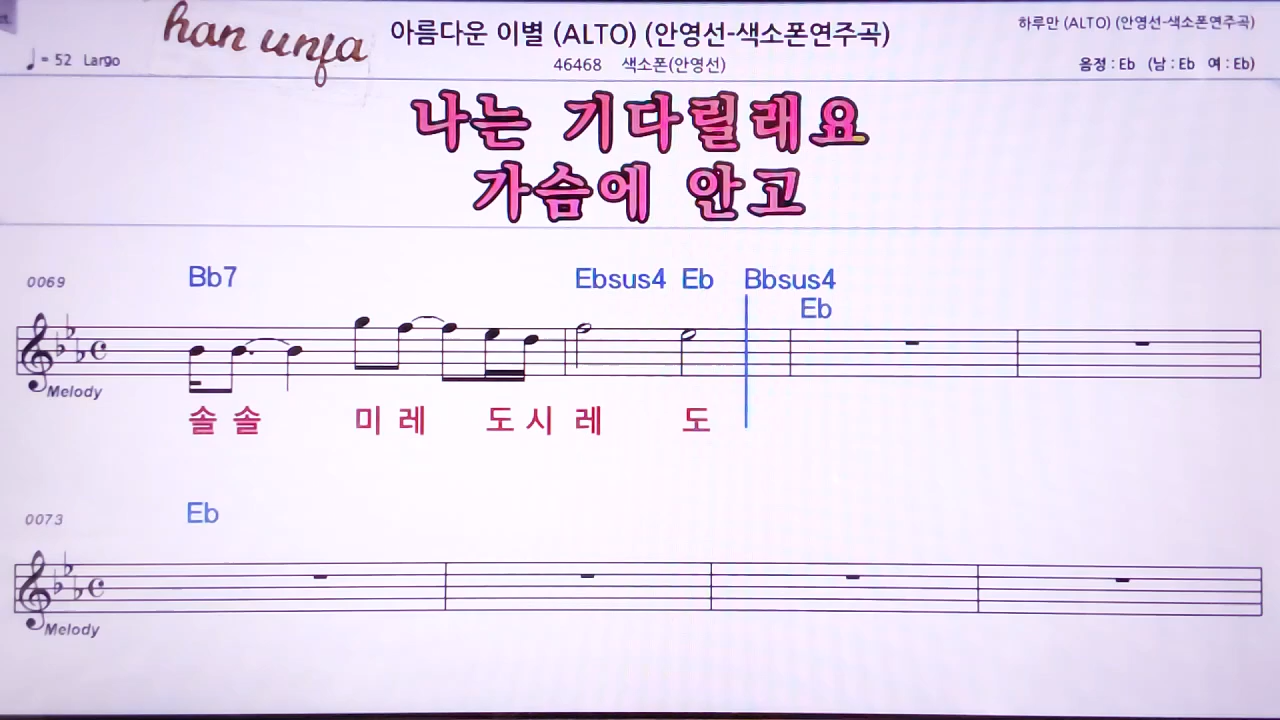 han unfa
아름다운 이별 (ALTO) (안영선-색소폰연주곡)
하루만 (ALTO) (안영선-색소폰연주곡)
♩= 52 Largo
46468 색소폰(안영선)
음정 : Eb (남 : Eb 여 : Eb)
나는 기다릴래요
가슴에 안고
0069 Bb7 Ebsus4 Eb Bbsus4
Eb
Melody
솔 솔 미 레 도 시 레 도
0073 Eb
Melody